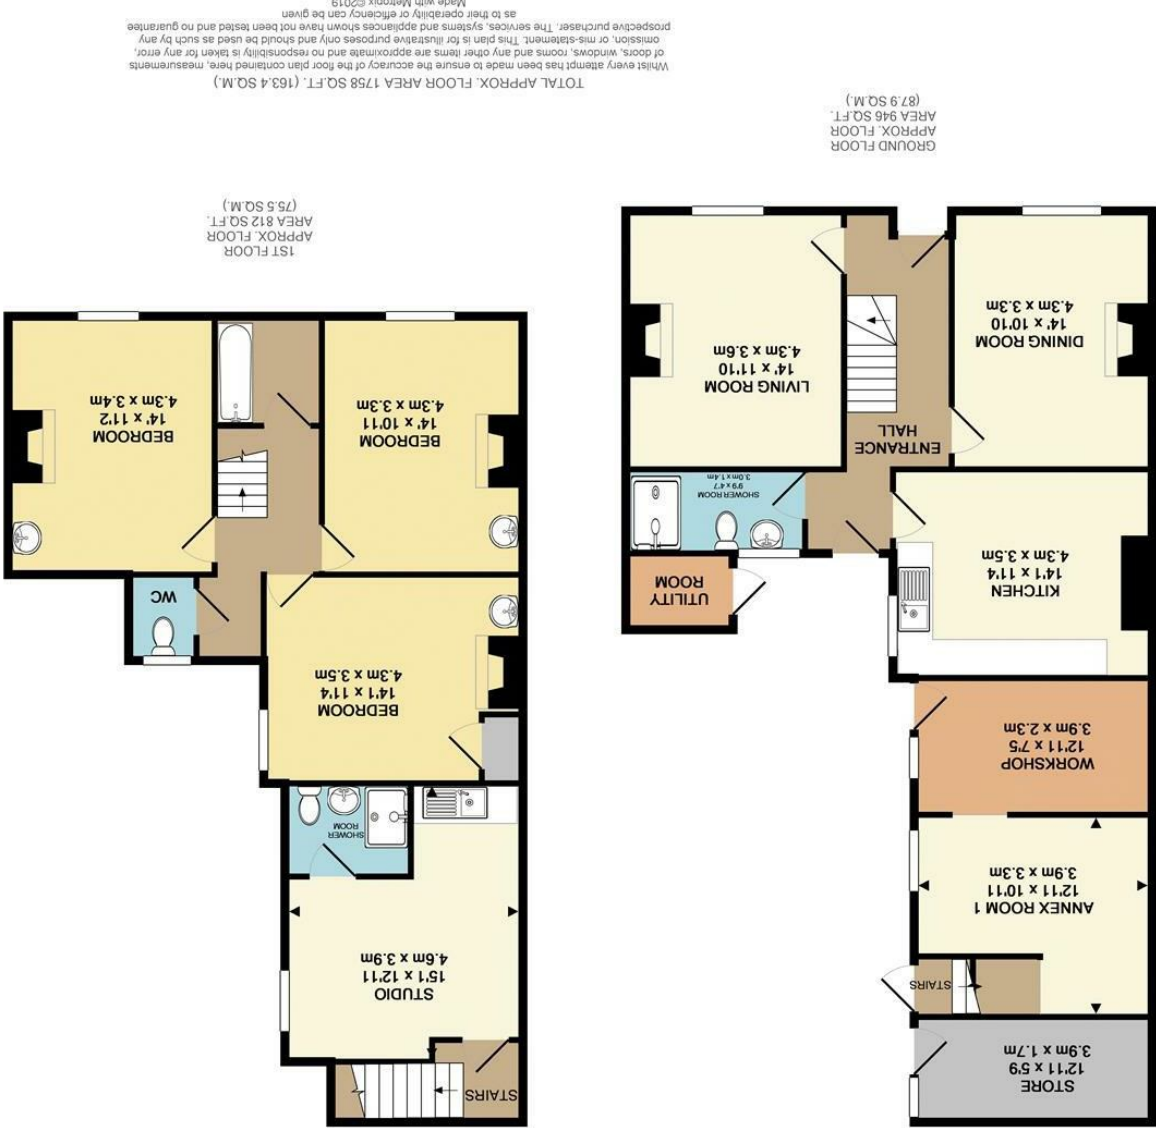 STORE
12'11 x 5'9
3.9m x 1.7m
STAIRS
ANNEX ROOM 1
12'11 x 10'11
3.9m x 3.3m
WORKSHOP
12'11 x 7'5
3.9m x 2.3m
KITCHEN
14'1 x 11'4
4.3m x 3.5m
UTILITY
ROOM
SHOWER ROOM
9'9 x 4'7
3.0m x 1.4m
ENTRANCE
HALL
DINING ROOM
14' x 10'10
4.3m x 3.3m
LIVING ROOM
14' x 11'10
4.3m x 3.6m
GROUND FLOOR
APPROX. FLOOR
AREA 946 SQ.FT.
(87.9 SQ.M.)
STAIRS
STUDIO
15'1 x 12'11
4.6m x 3.9m
SHOWER
ROOM
BEDROOM
14'1 x 11'4
4.3m x 3.5m
WC
BEDROOM
14' x 10'11
4.3m x 3.3m
BEDROOM
14' x 11'2
4.3m x 3.4m
1ST FLOOR
APPROX. FLOOR
AREA 812 SQ.FT.
(75.5 SQ.M.)
TOTAL APPROX. FLOOR AREA 1758 SQ.FT. (163.4 SQ.M.)
Whilst every attempt has been made to ensure the accuracy of the floor plan contained here, measurements
of doors, windows, rooms and any other items are approximate and no responsibility is taken for any error,
omission, or mis-statement. This plan is for illustrative purposes only and should be used as such by any
prospective purchaser. The services, systems and appliances shown have not been tested and no guarantee
as to their operability or efficiency can be given
Made with Metropix ©2019